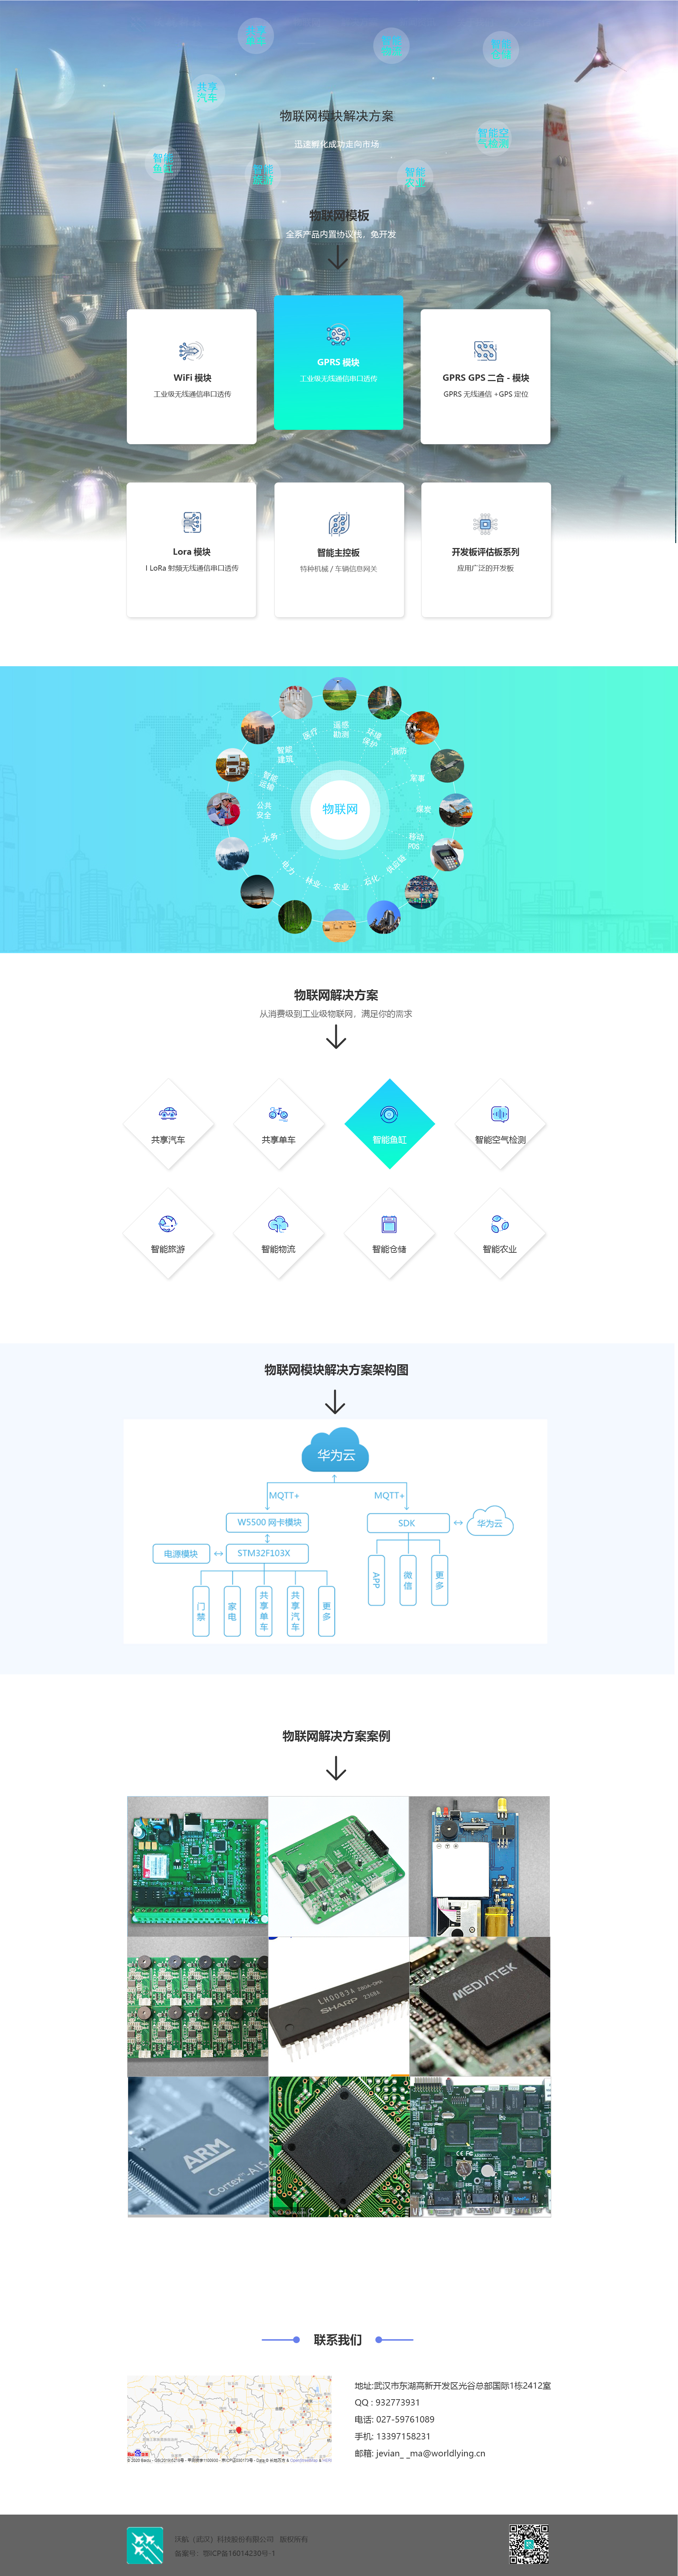 共享
汽车
智能空
气检测
智能
鱼缸
智能
旅游
智能
农业
物联网模块解决方案
迅速孵化成功走向市场
物联网模板
全系产品内置协议栈，免开发
WiFi 模块
工业级无线通信串口透传
GPRS 模块
工业级无线通信串口透传
GPRS GPS 二合 - 模块
GPRS 无线通信 +GPS 定位
Lora 模块
I LoRa 射频无线通信串口透传
智能主控板
特种机械 / 车辆信息网关
开发板评估板系列
应用广泛的开发板
遥感
勘测
环境
保护
消防
军事
爆发
移动
POS
供应链
石化
农业
林业
电力
水务
公共
安全
智能
运输
智能
建筑
医疗
物联网
物联网解决方案
从消费级到工业级物联网，满足你的需求
共享汽车
共享单车
智能鱼缸
智能空气检测
智能旅游
智能物流
智能仓储
智能农业
物联网模块解决方案架构图
华为云
MQTT+
MQTT+
W5500 网卡模块
SDK
华为云
电源模块
STM32F103X
APP
微信
更多
门禁
家电
共享单车
共享汽车
更多
物联网解决方案案例
LH0083A
SHARP
MEDIATEK
ARM
Cortex-A15
联系我们
地址:武汉市东湖高新开发区光谷总部国际1栋2412室
QQ : 932773931
电话: 027-59761089
手机: 13397158231
邮箱: jevian_ _ma@worldlying.cn
环航（武汉）科技股份有限公司 版权所有
备案号：鄂ICP备16014230号-1